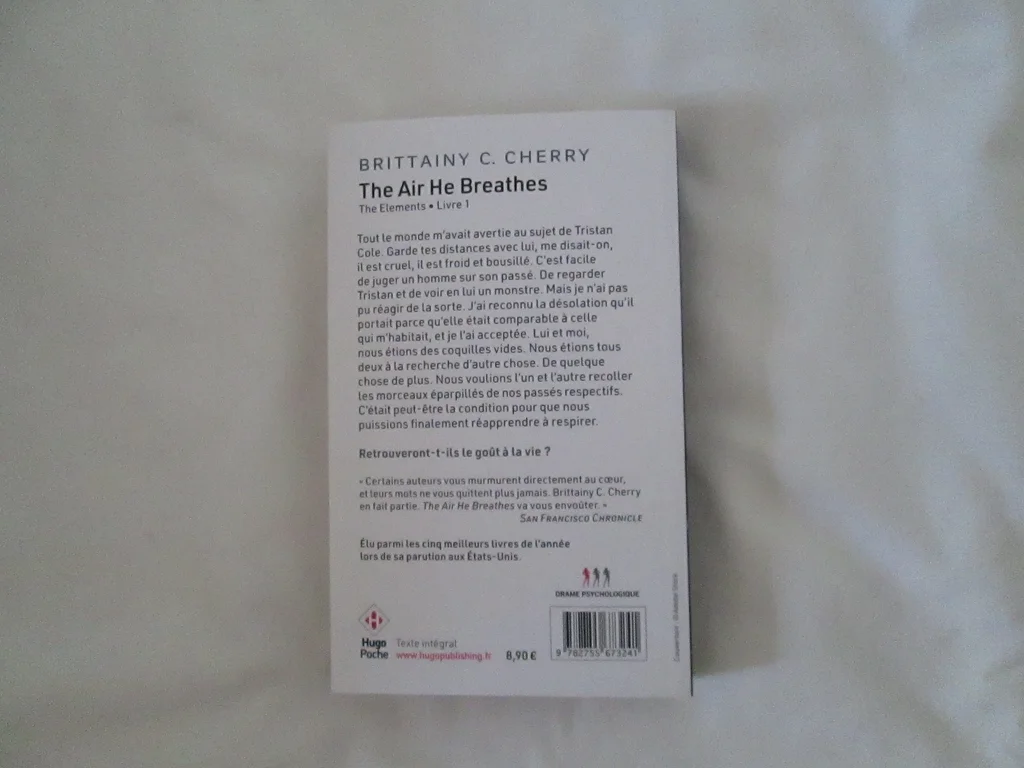 BRITTAINY C. CHERRY
The Air He Breathes
The Elements • Livre 1
Tout le monde m'avait avertie au sujet de Tristan
Cole. Garde tes distances avec lui, me disait-on,
il est cruel, il est froid et bousillé. C'est facile
de juger un homme sur son passé. De regarder
Tristan et de voir en lui un monstre. Mais je n'ai pas
pu réagir de la sorte. J'ai reconnu la désolation qu'il
portait parce qu'elle était comparable à celle
qui m'habitait, et je l'ai acceptée. Lui et moi,
nous étions des coquilles vides. Nous étions tous
deux à la recherche d'autre chose. De quelque
chose de plus. Nous voulions l'un et l'autre recoller
les morceaux éparpillés de nos passés respectifs.
C'était peut-être la condition pour que nous
puissions finalement réapprendre à respirer.
Retrouveront-t-ils le goût à la vie ?
« Certains auteurs vous murmurent directement au cœur,
et leurs mots ne vous quittent plus jamais. Brittainy C. Cherry
en fait partie. The Air He Breathes va vous envoûter. »
SAN FRANCISCO CHRONICLE
Élu parmi les cinq meilleurs livres de l'année
lors de sa parution aux États-Unis.
DRAME PSYCHOLOGIQUE
Hugo
Poche
Texte intégral
www.hugopublishing.fr
8,90 €
9 782755 673241
Couverture : © Adobe Stock